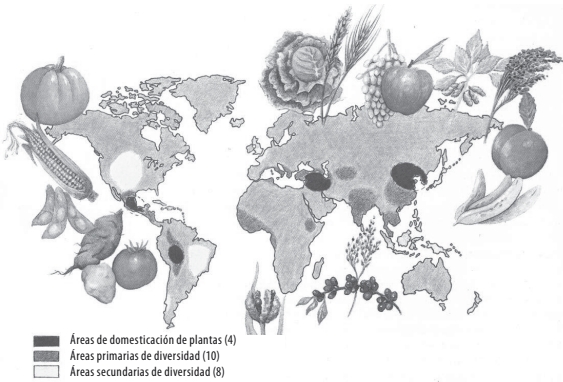 Áreas de domesticación de plantas (4)
Áreas primarias de diversidad (10)
Áreas secundarias de diversidad (8)